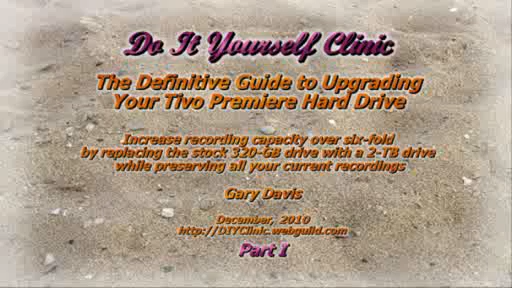 Do It Yourself Clinic
The Definitive Guide to Upgrading
Your Tivo Premiere Hard Drive
Increase recording capacity over six-fold
by replacing the stock 320-GB drive with a 2-TB drive
while preserving all your current recordings
Gary Davis
December, 2010
http://DIYClinic.webguild.com
Part I